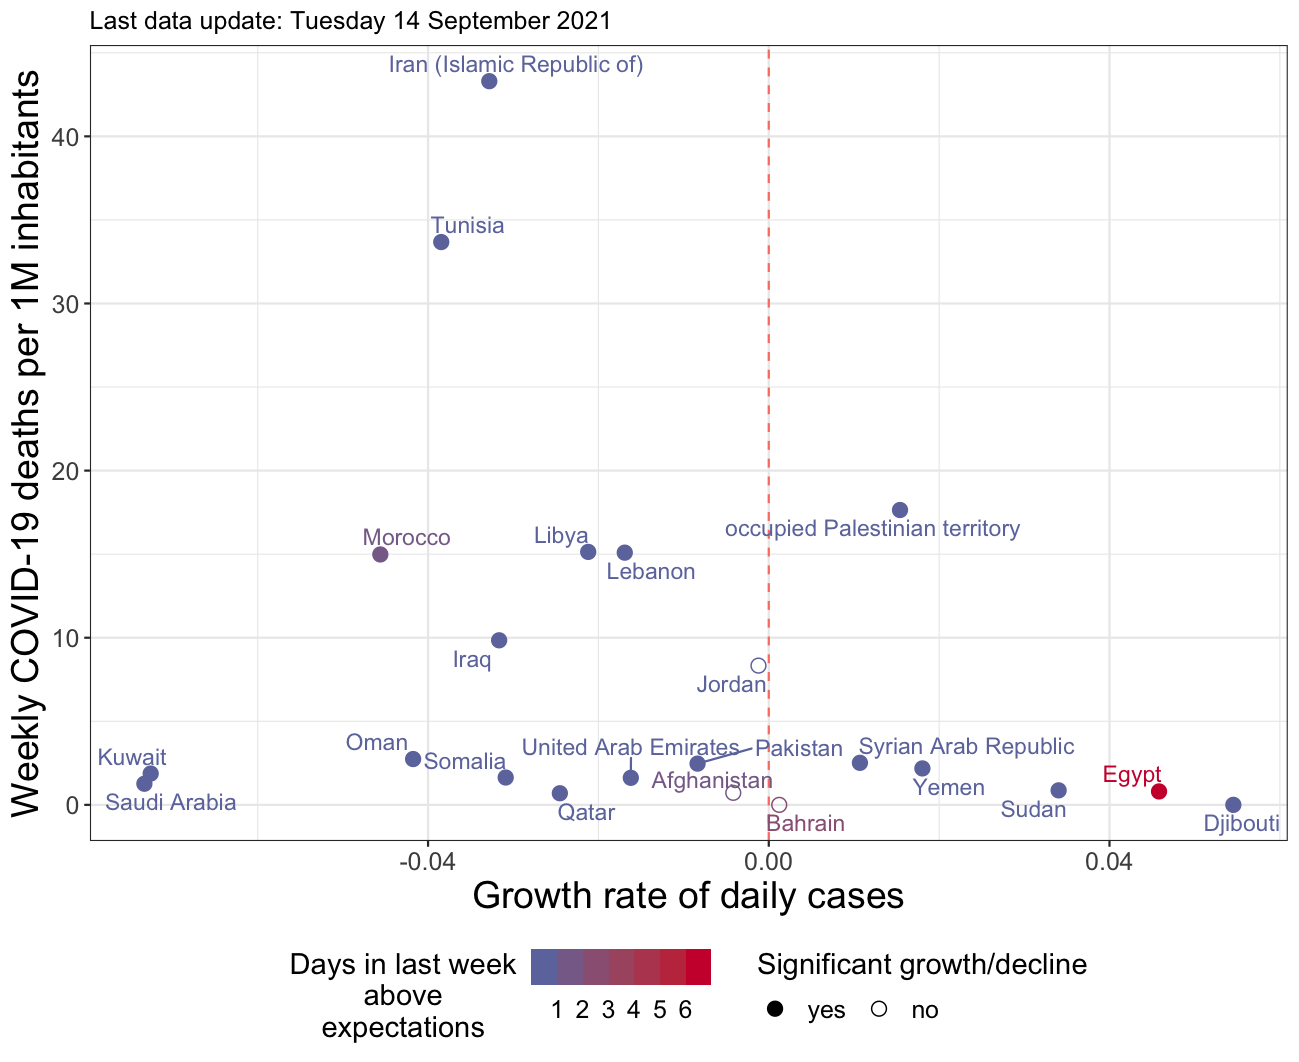 Last data update: Tuesday 14 September 2021
Weekly COVID-19 deaths per 1M inhabitants
40
30
20
10
0
Iran (Islamic Republic of)
Tunisia
occupied Palestinian territory
Morocco
Libya
Lebanon
Iraq
Jordan
Oman
Somalia
United Arab Emirates
Pakistan
Syrian Arab Republic
Kuwait
Saudi Arabia
Afghanistan
Qatar
Bahrain
Yemen
Sudan
Egypt
Djibouti
-0.04
0.00
0.04
Growth rate of daily cases
Days in last week
above
expectations
1 2 3 4 5 6
Significant growth/decline
yes no